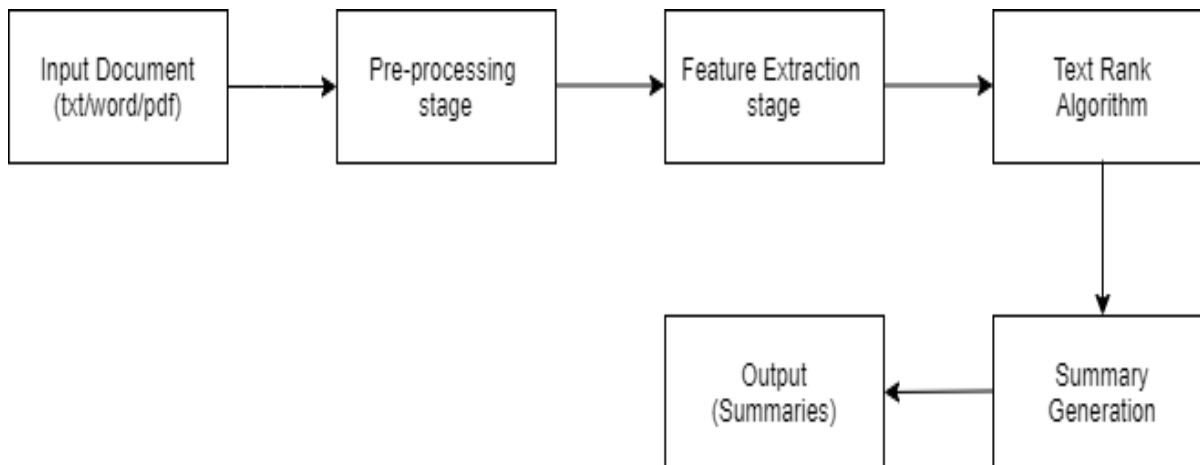 Input Document
(txt/word/pdf)
Pre-processing
stage
Feature Extraction
stage
Text Rank
Algorithm
Summary
Generation
Output
(Summaries)